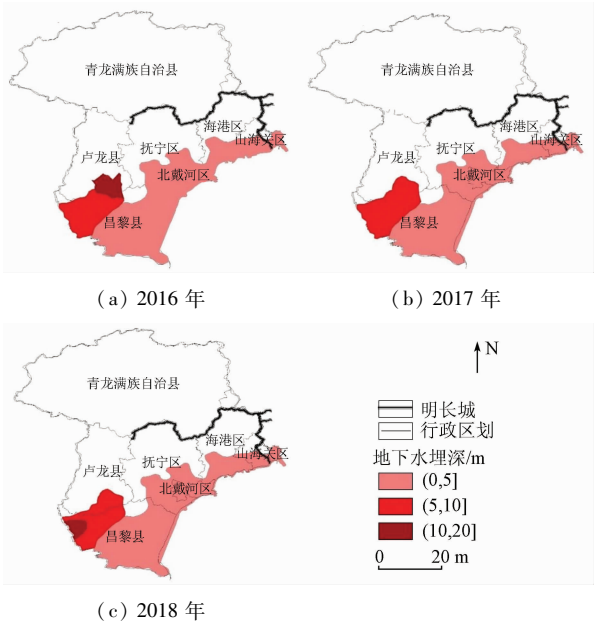 青龙满族自治县
海港区
山海关区
抚宁区
卢龙县
北戴河区
昌黎县
(a) 2016 年
青龙满族自治县
海港区
山海关区
抚宁区
卢龙县
北戴河区
昌黎县
(b) 2017 年
青龙满族自治县
海港区
山海关区
抚宁区
卢龙县
北戴河区
昌黎县
(c) 2018 年
N
明长城
行政区划
地下水埋深/m
(0,5]
(5,10]
(10,20]
0 20 m